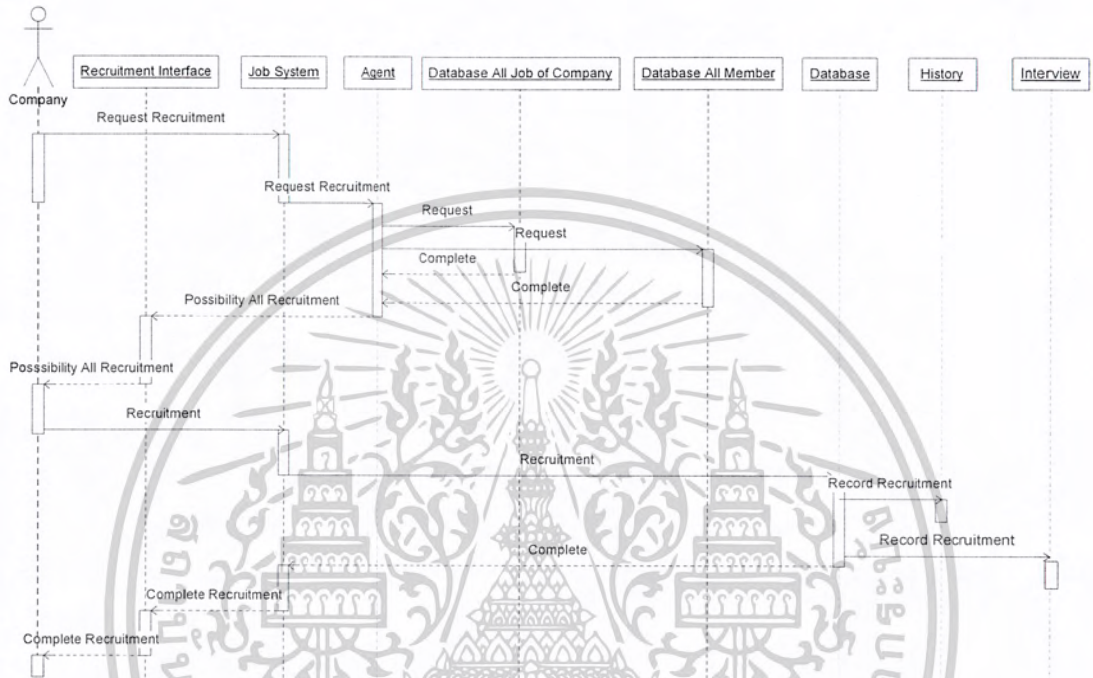 Company
Recruitment Interface
Job System
Agent
Database All Job of Company
Database All Member
Database
History
Interview
Request Recruitment
Request Recruitment
Request
Request
Complete
Complete
Possibility All Recruitment
Posssibility All Recruitment
Recruitment
Recruitment
Record Recruitment
Record Recruitment
Complete
Complete Recruitment
Complete Recruitment